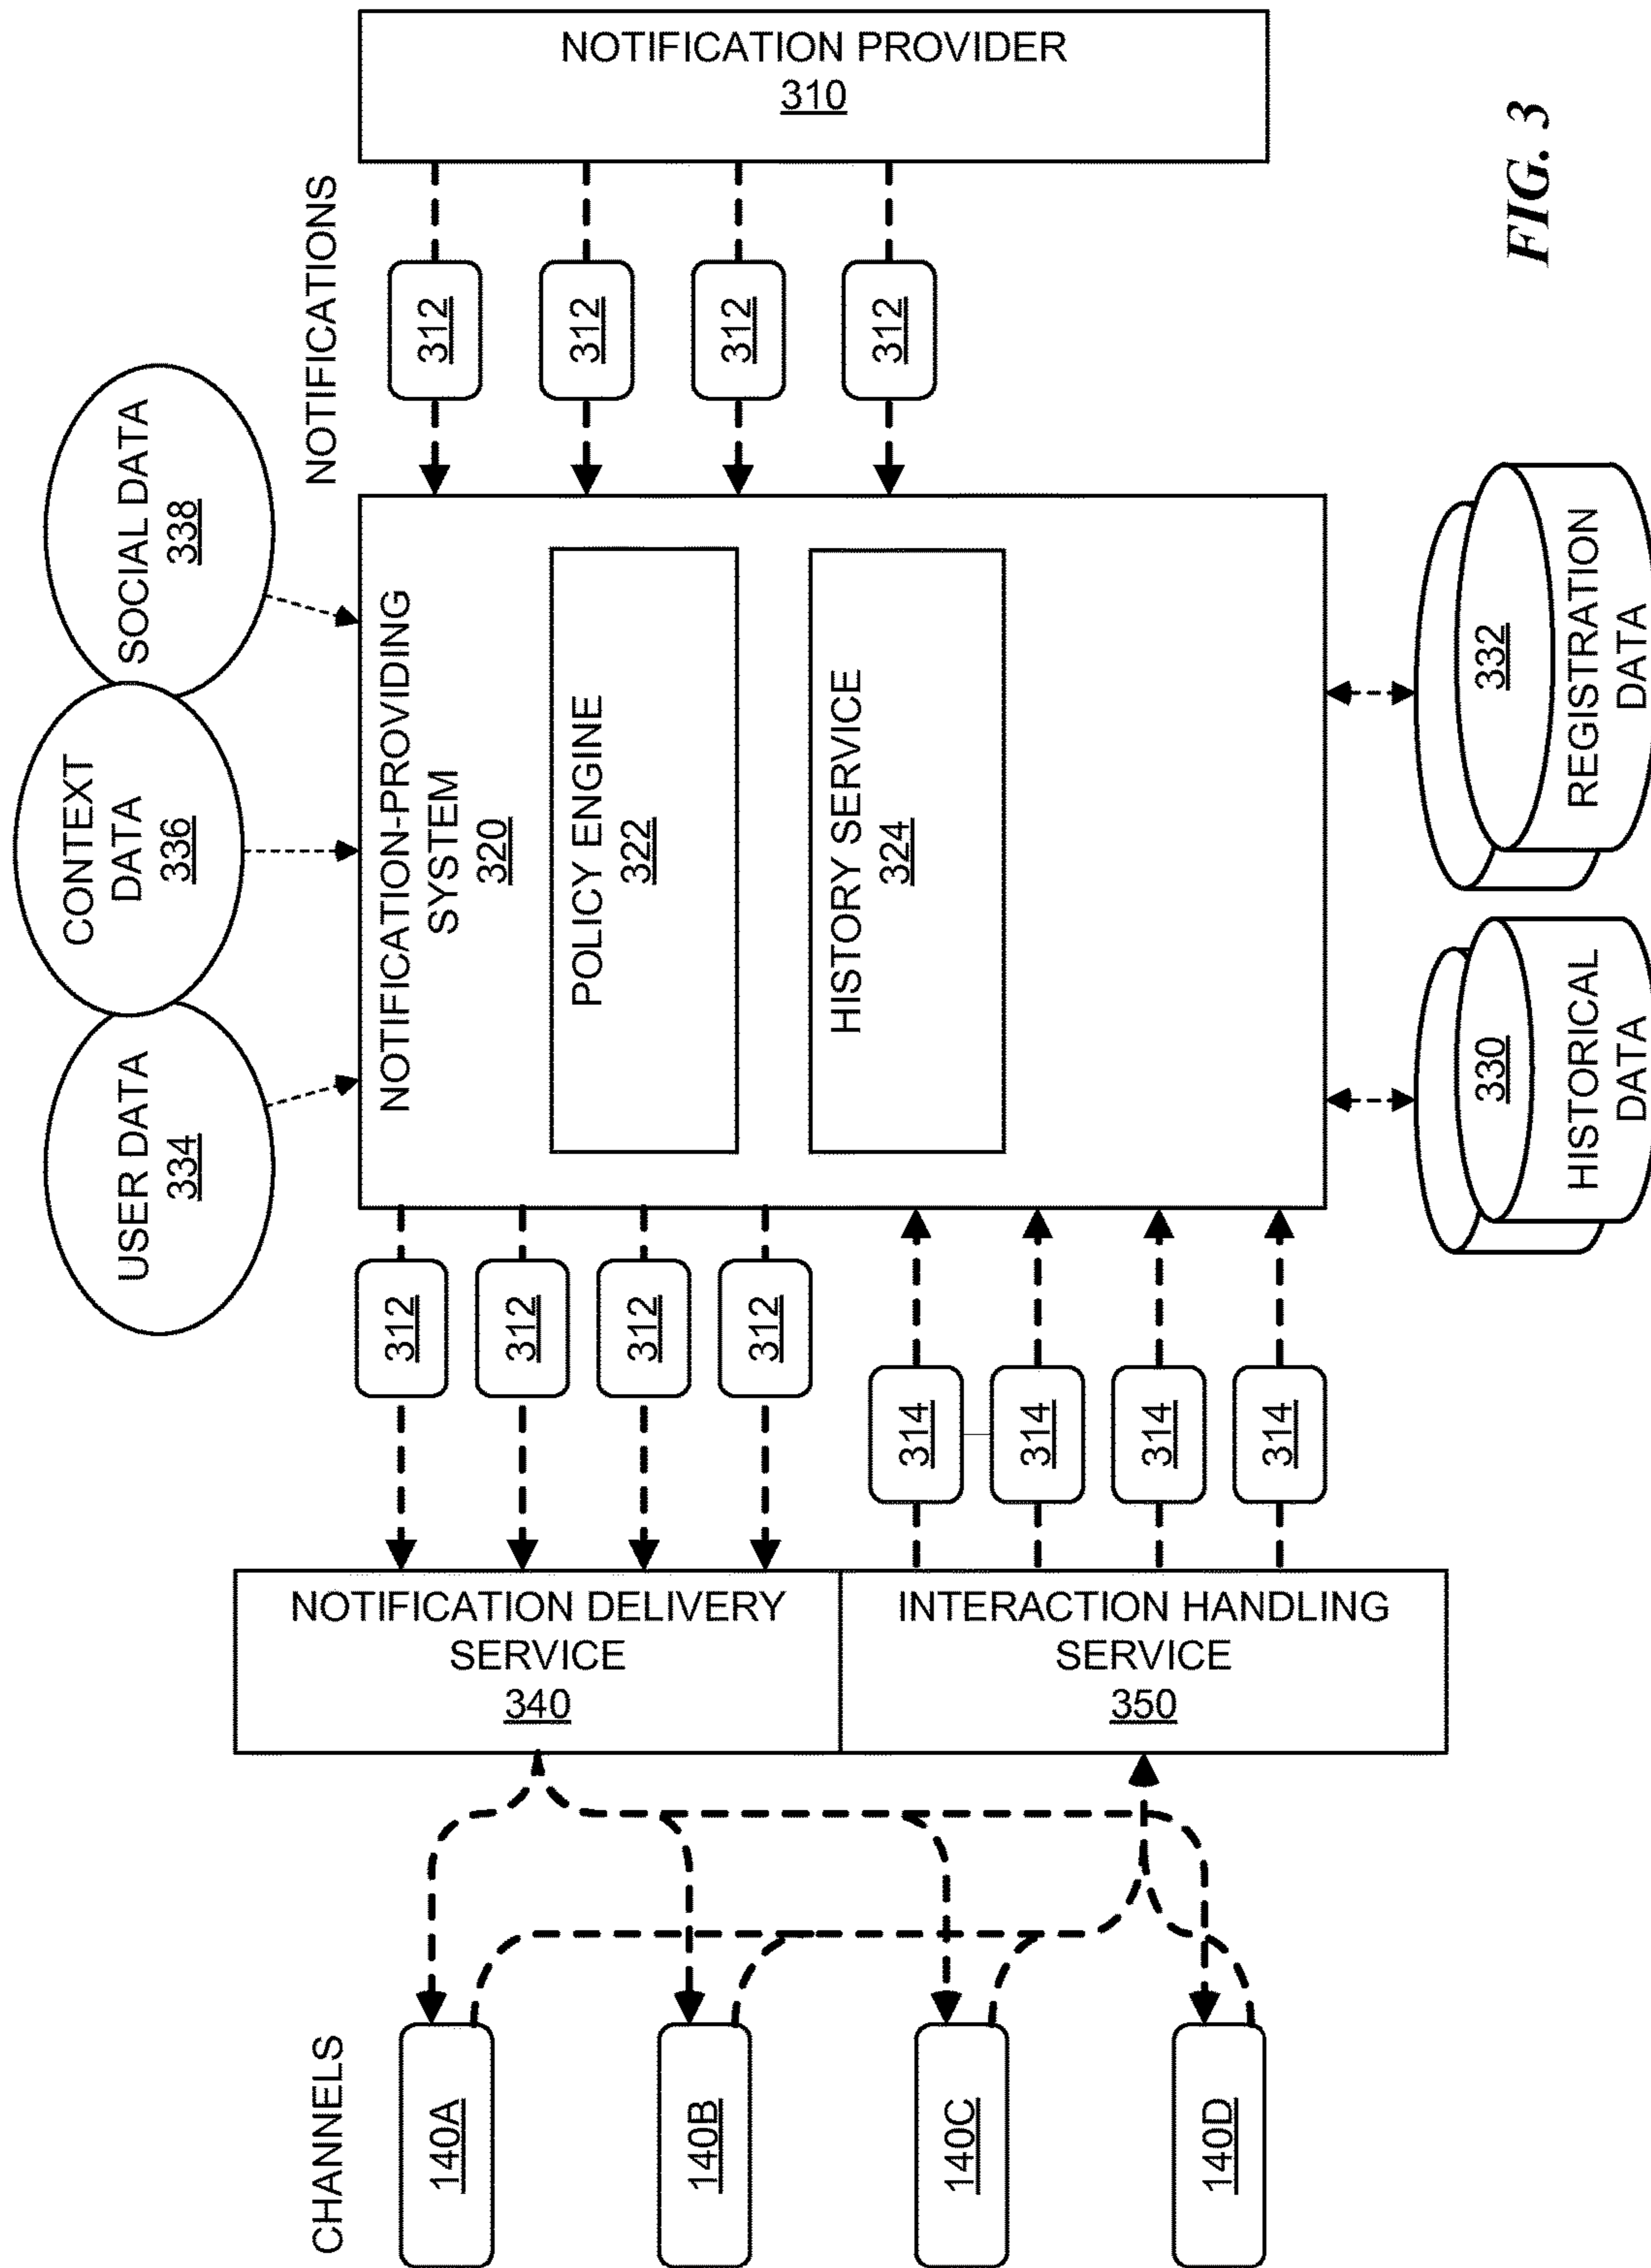 USER DATA
334
CONTEXT
DATA
336
SOCIAL DATA
338
CHANNELS
NOTIFICATIONS
140A
140B
140C
140D
NOTIFICATION DELIVERY
SERVICE
340
INTERACTION HANDLING
SERVICE
350
312
312
312
312
314
314
314
314
NOTIFICATION-PROVIDING
SYSTEM
320
POLICY ENGINE
322
HISTORY SERVICE
324
312
312
312
312
NOTIFICATION PROVIDER
310
330
HISTORICAL
DATA
332
REGISTRATION
DATA
FIG. 3